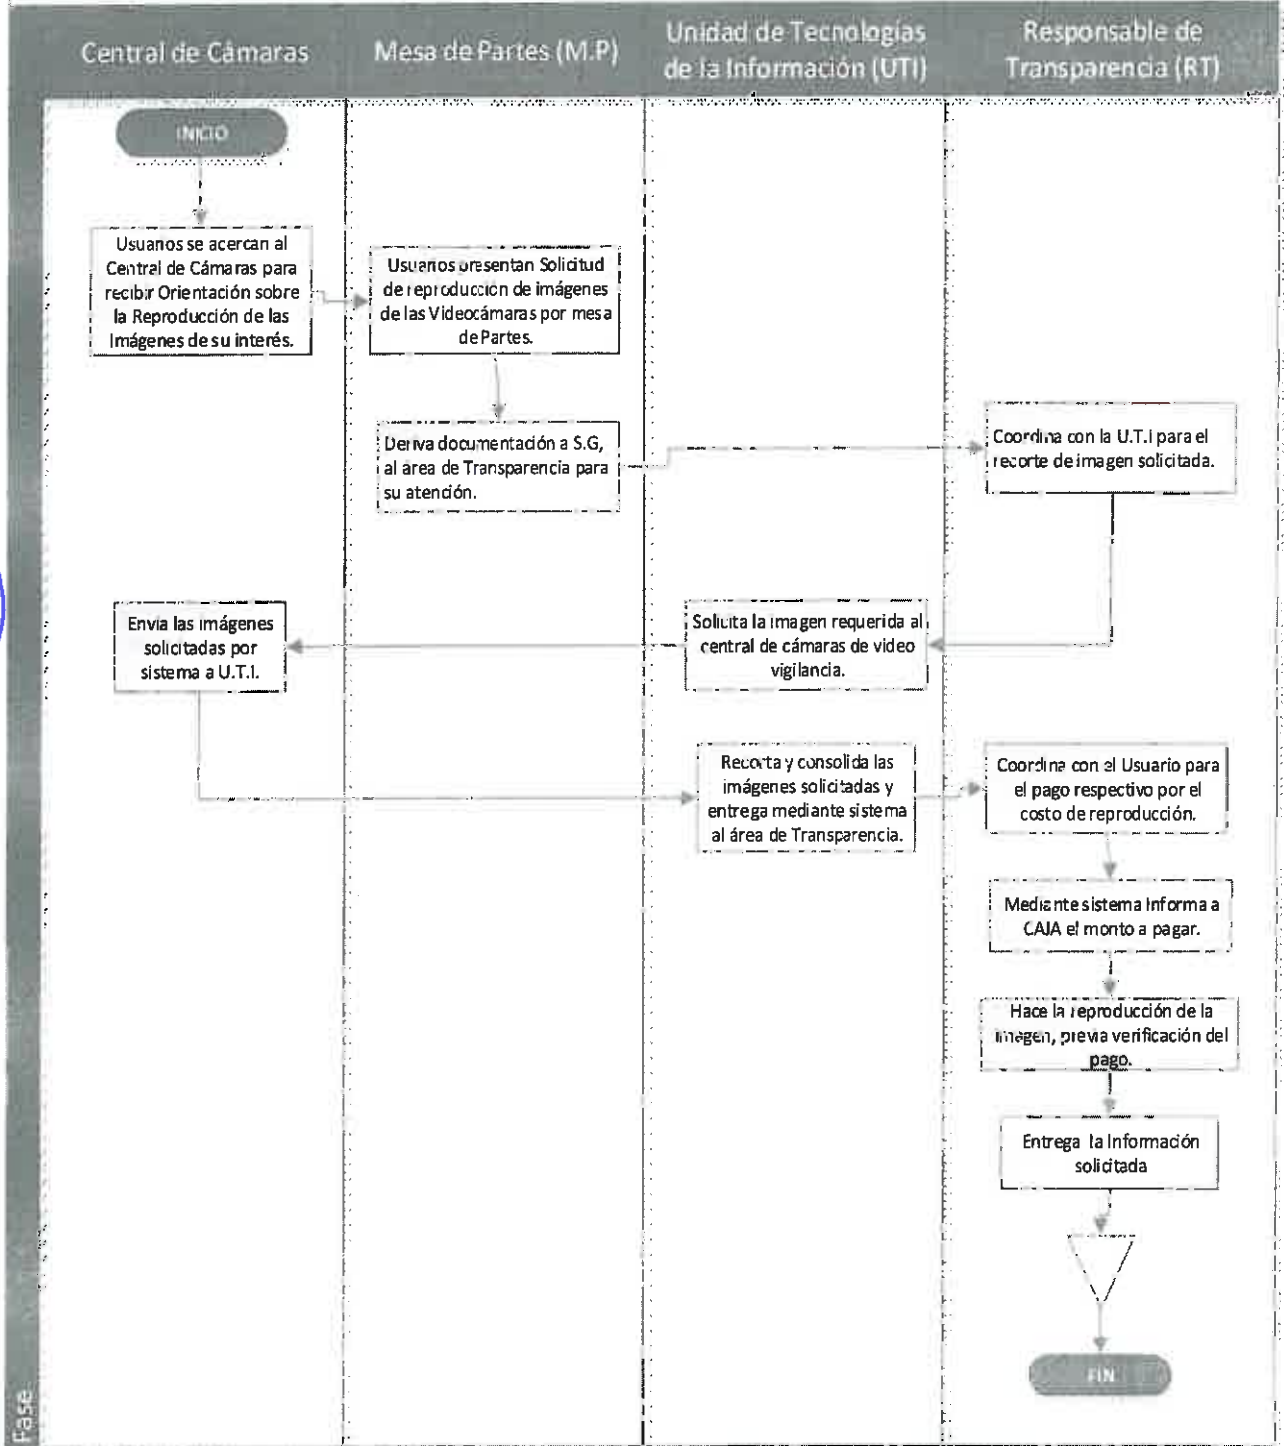 Central de Cámaras
Mesa de Partes (M.P)
Unidad de Tecnologías
de la Información (UTI)
Responsable de
Transparencia (RT)
INICIO
Usuarios se acercan al
Central de Cámaras para
recibir Orientación sobre
la Reproducción de las
Imágenes de su interés.
Usuarios presentan Solicitud
de reproducción de imágenes
de las Videocámaras por mesa
de Partes.
Deriva documentación a S.G,
al área de Transparencia para
su atención.
Coordina con la U.T.I para el
recorte de imagen solicitada.
Envía las imágenes
solicitadas por
sistema a U.T.I.
Solicita la imagen requerida al
central de cámaras de video
vigilancia.
Recorta y consolida las
imágenes solicitadas y
entrega mediante sistema
al área de Transparencia.
Coordina con el Usuario para
el pago respectivo por el
costo de reproducción.
Mediante sistema Informa a
CAJA el monto a pagar.
Hace la reproducción de la
imagen, previa verificación del
pago.
Entrega la Información
solicitada
FIN
Fase